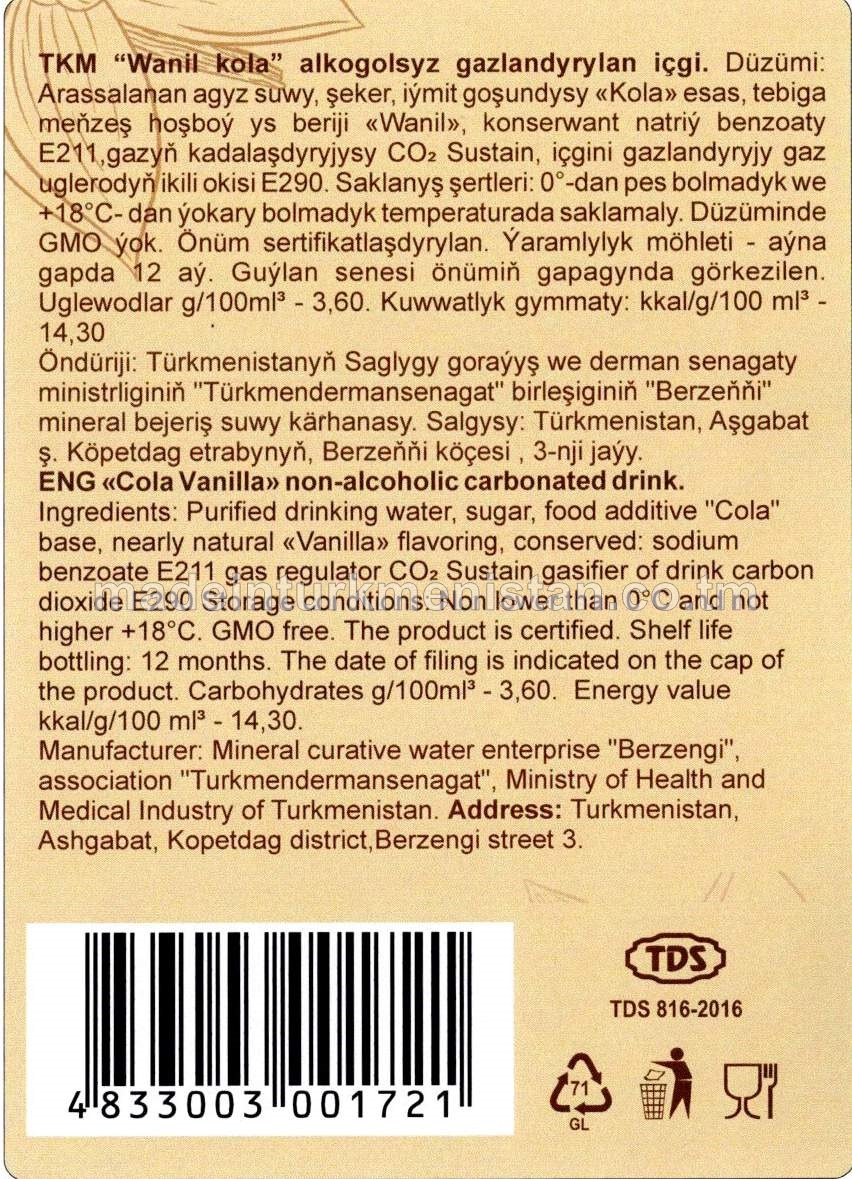 TKM “Wanil kola” alkogolsyz gazlandyrylan içgi. Düzümi:
Arassalanan agyz suwy, şeker, iýmit goşundysy «Kola» esas, tebiga
meňzeş hoşboý ys beriji «Wanil», konserwant natriý benzoaty
E211,gazyň kadalaşdyryjysy CO₂ Sustain, içgini gazlandyryjy gaz
uglerodyň ikili okisi E290. Saklanyş şertleri: 0°-dan pes bolmadyk we
+18°C- dan ýokary bolmadyk temperaturada saklamaly. Düzüminde
GMO ýok. Önüm sertifikatlaşdyrylan. Ýaramlylyk möhleti - aýna
gapda 12 aý. Guýlan senesi önümiň gapagynda görkezilen.
Uglewodlar g/100ml³ - 3,60. Kuwwatlyk gymmaty: kkal/g/100 ml³ -
14,30
Öndüriji: Türkmenistanyň Saglygy goraýyş we derman senagaty
ministrliginiň "Türkmendermansenagat" birleşiginiň "Berzeňňi"
mineral bejeriş suwy kärhanasy. Salgysy: Türkmenistan, Aşgabat
ş. Köpetdag etrabynyň, Berzeňňi köçesi , 3-nji jaýy.
ENG «Cola Vanilla» non-alcoholic carbonated drink.
Ingredients: Purified drinking water, sugar, food additive "Cola"
base, nearly natural «Vanilla» flavoring, conserved: sodium
benzoate E211 gas regulator CO₂ Sustain gasifier of drink carbon
madeinturkmenistan.co.tm
dioxide E290 Storage conditions: Non lower than 0°C and not
higher +18°C. GMO free. The product is certified. Shelf life
bottling: 12 months. The date of filing is indicated on the cap of
the product. Carbohydrates g/100ml³ - 3,60. Energy value
kkal/g/100 ml³ - 14,30.
Manufacturer: Mineral curative water enterprise "Berzengi",
association "Turkmendermansenagat", Ministry of Health and
Medical Industry of Turkmenistan. Address: Turkmenistan,
Ashgabat, Kopetdag district,Berzengi street 3.
TDS
TDS 816-2016
71
GL
4 833003 001721